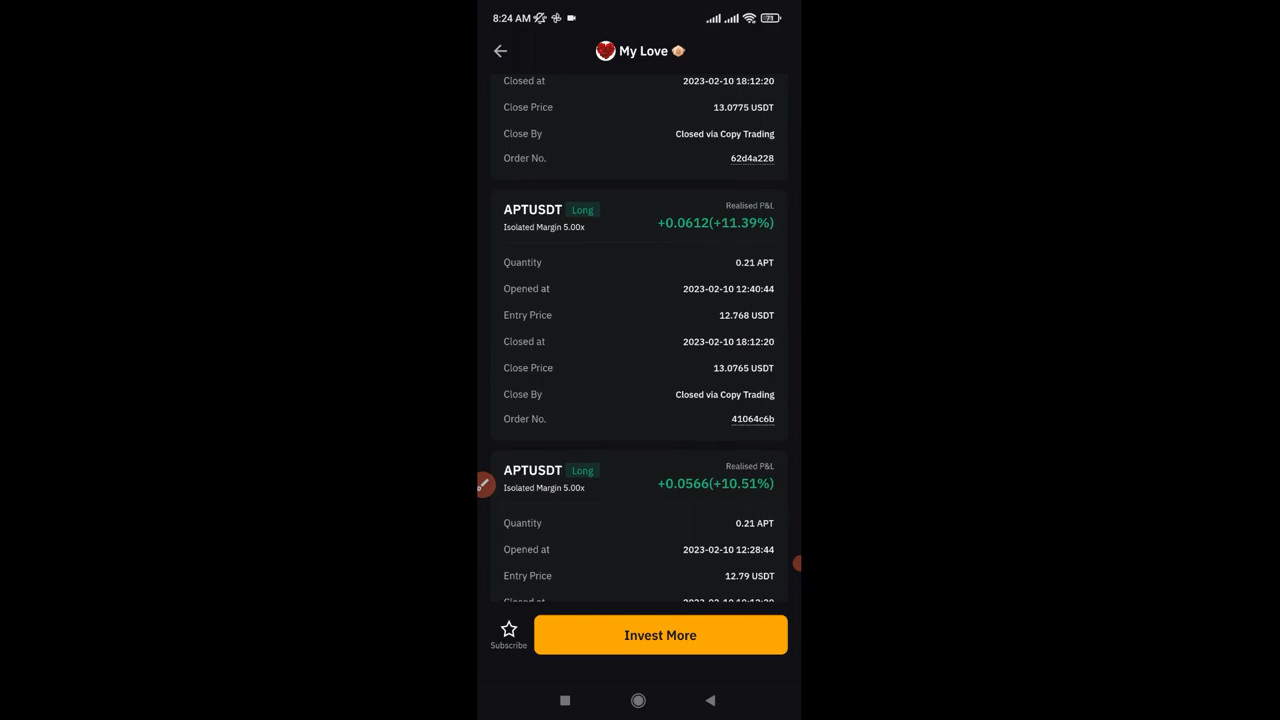 8:24 AM
71
My Love
Closed at 2023-02-10 18:12:20
Close Price 13.0775 USDT
Close By Closed via Copy Trading
Order No. 62d4a228
APTUSDT Long Realised P&L
Isolated Margin 5.00x +0.0612(+11.39%)
Quantity 0.21 APT
Opened at 2023-02-10 12:40:44
Entry Price 12.768 USDT
Closed at 2023-02-10 18:12:20
Close Price 13.0765 USDT
Close By Closed via Copy Trading
Order No. 41064c6b
APTUSDT Long Realised P&L
Isolated Margin 5.00x +0.0566(+10.51%)
Quantity 0.21 APT
Opened at 2023-02-10 12:28:44
Entry Price 12.79 USDT
Closed at
Subscribe
Invest More